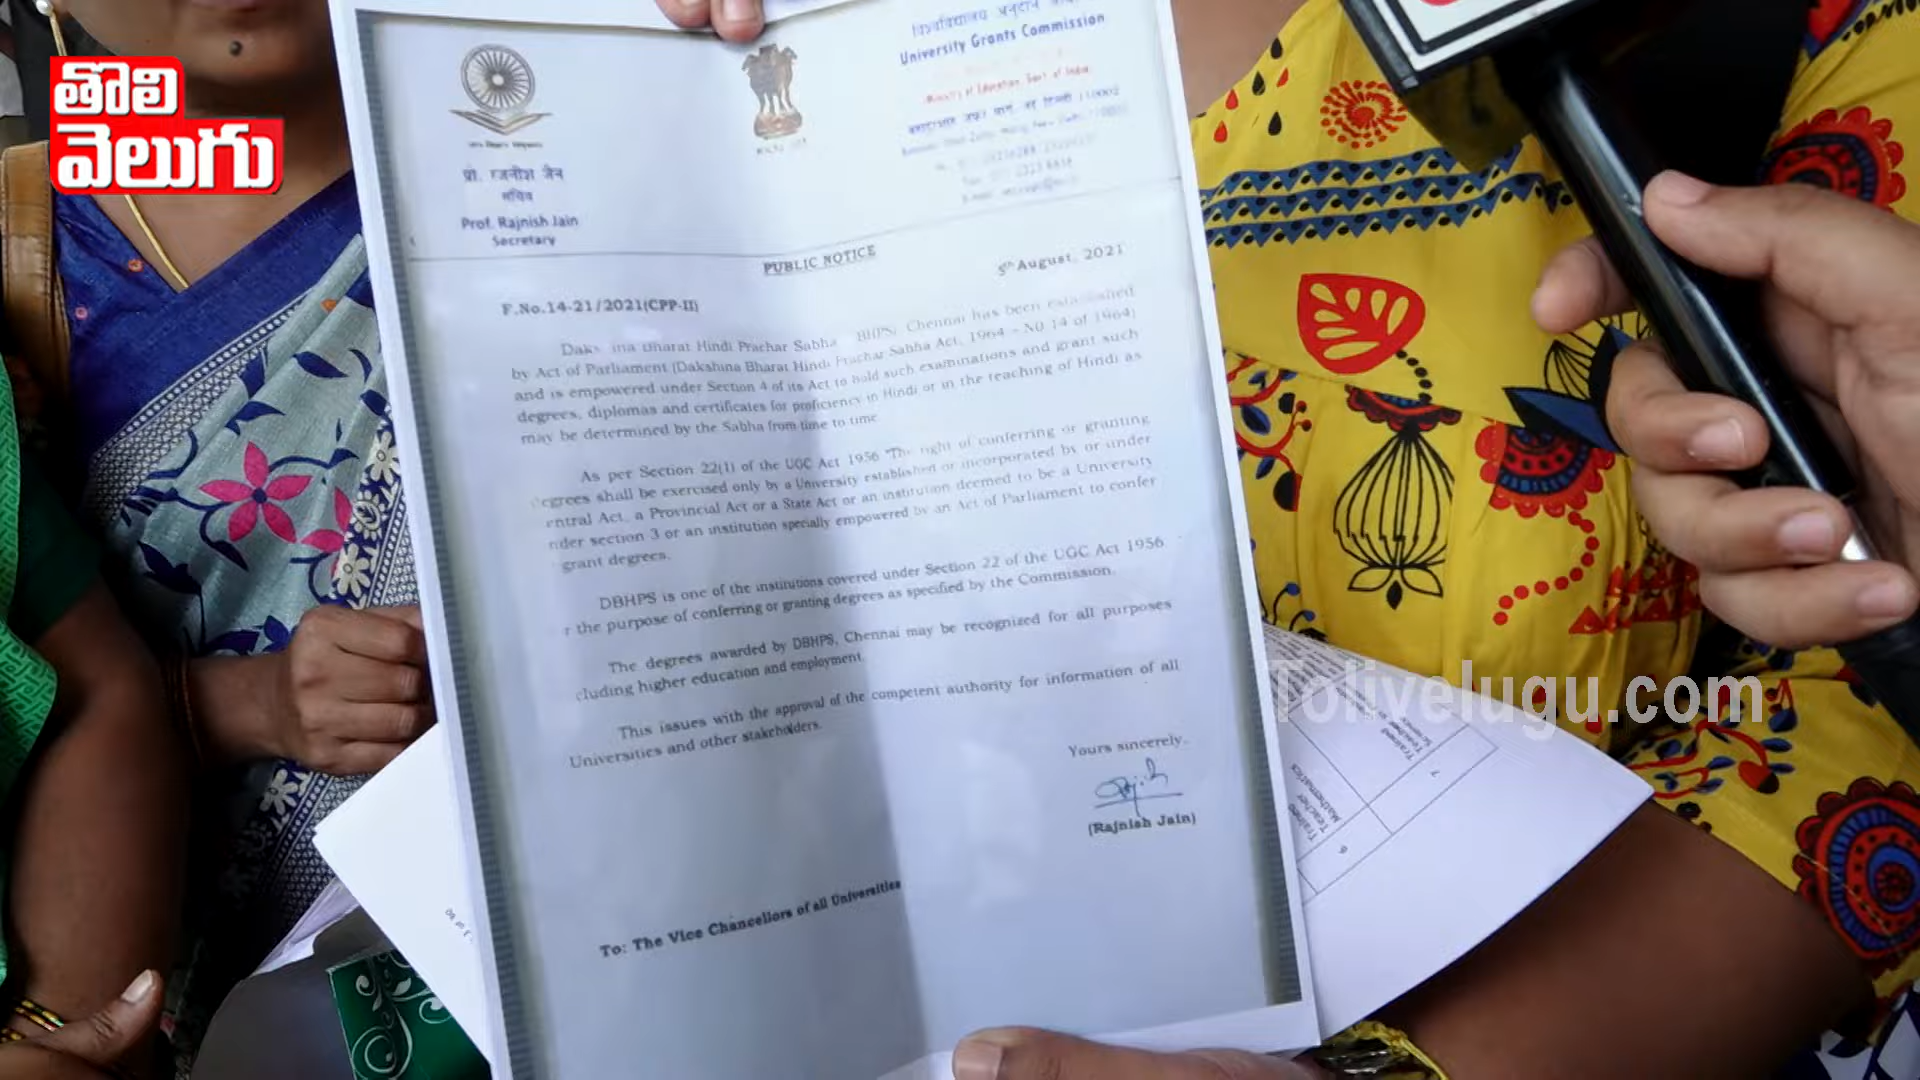 తొలి
వెలుగు
प्रो. रजनीश जैन
सचिव
Prof. Rajnish Jain
Secretary
University Grants Commission
PUBLIC NOTICE
5th August, 2021
F.No.14-21/2021(CPP-II)
Bharat Hindi Prachar Sabha Chennai has been established
by Act of Parliament (Dakshina Bharat Hindi Prachar Sabha Act, 1964 - No 14 of 1964)
and is empowered under Section 4 of its Act to hold such examinations and grant such
degrees, diplomas and certificates for proficiency in Hindi or in the teaching of Hindi as
may be determined by the Sabha from time to time
As per Section 22(1) of the UGC Act 1956 "The right of conferring or granting
egrees shall be exercised only by a University established or incorporated by or under
entral Act, a Provincial Act or a State Act or an institution deemed to be a University
nder section 3 or an institution specially empowered by an Act of Parliament to confer
grant degrees.
DBHPS is one of the institutions covered under Section 22 of the UGC Act 1956
r the purpose of conferring or granting degrees as specified by the Commission.
The degrees awarded by DBHPS, Chennai may be recognized for all purposes
cluding higher education and employment.
This issues with the approval of the competent authority for information of all
Universities and other stakeholders.
Yours sincerely.
(Rajnish Jain)
To: The Vice Chancellors of all Universities
Tolivelugu.com
7
Trained
Teacher
6
Trained
Teacher
Mathematics